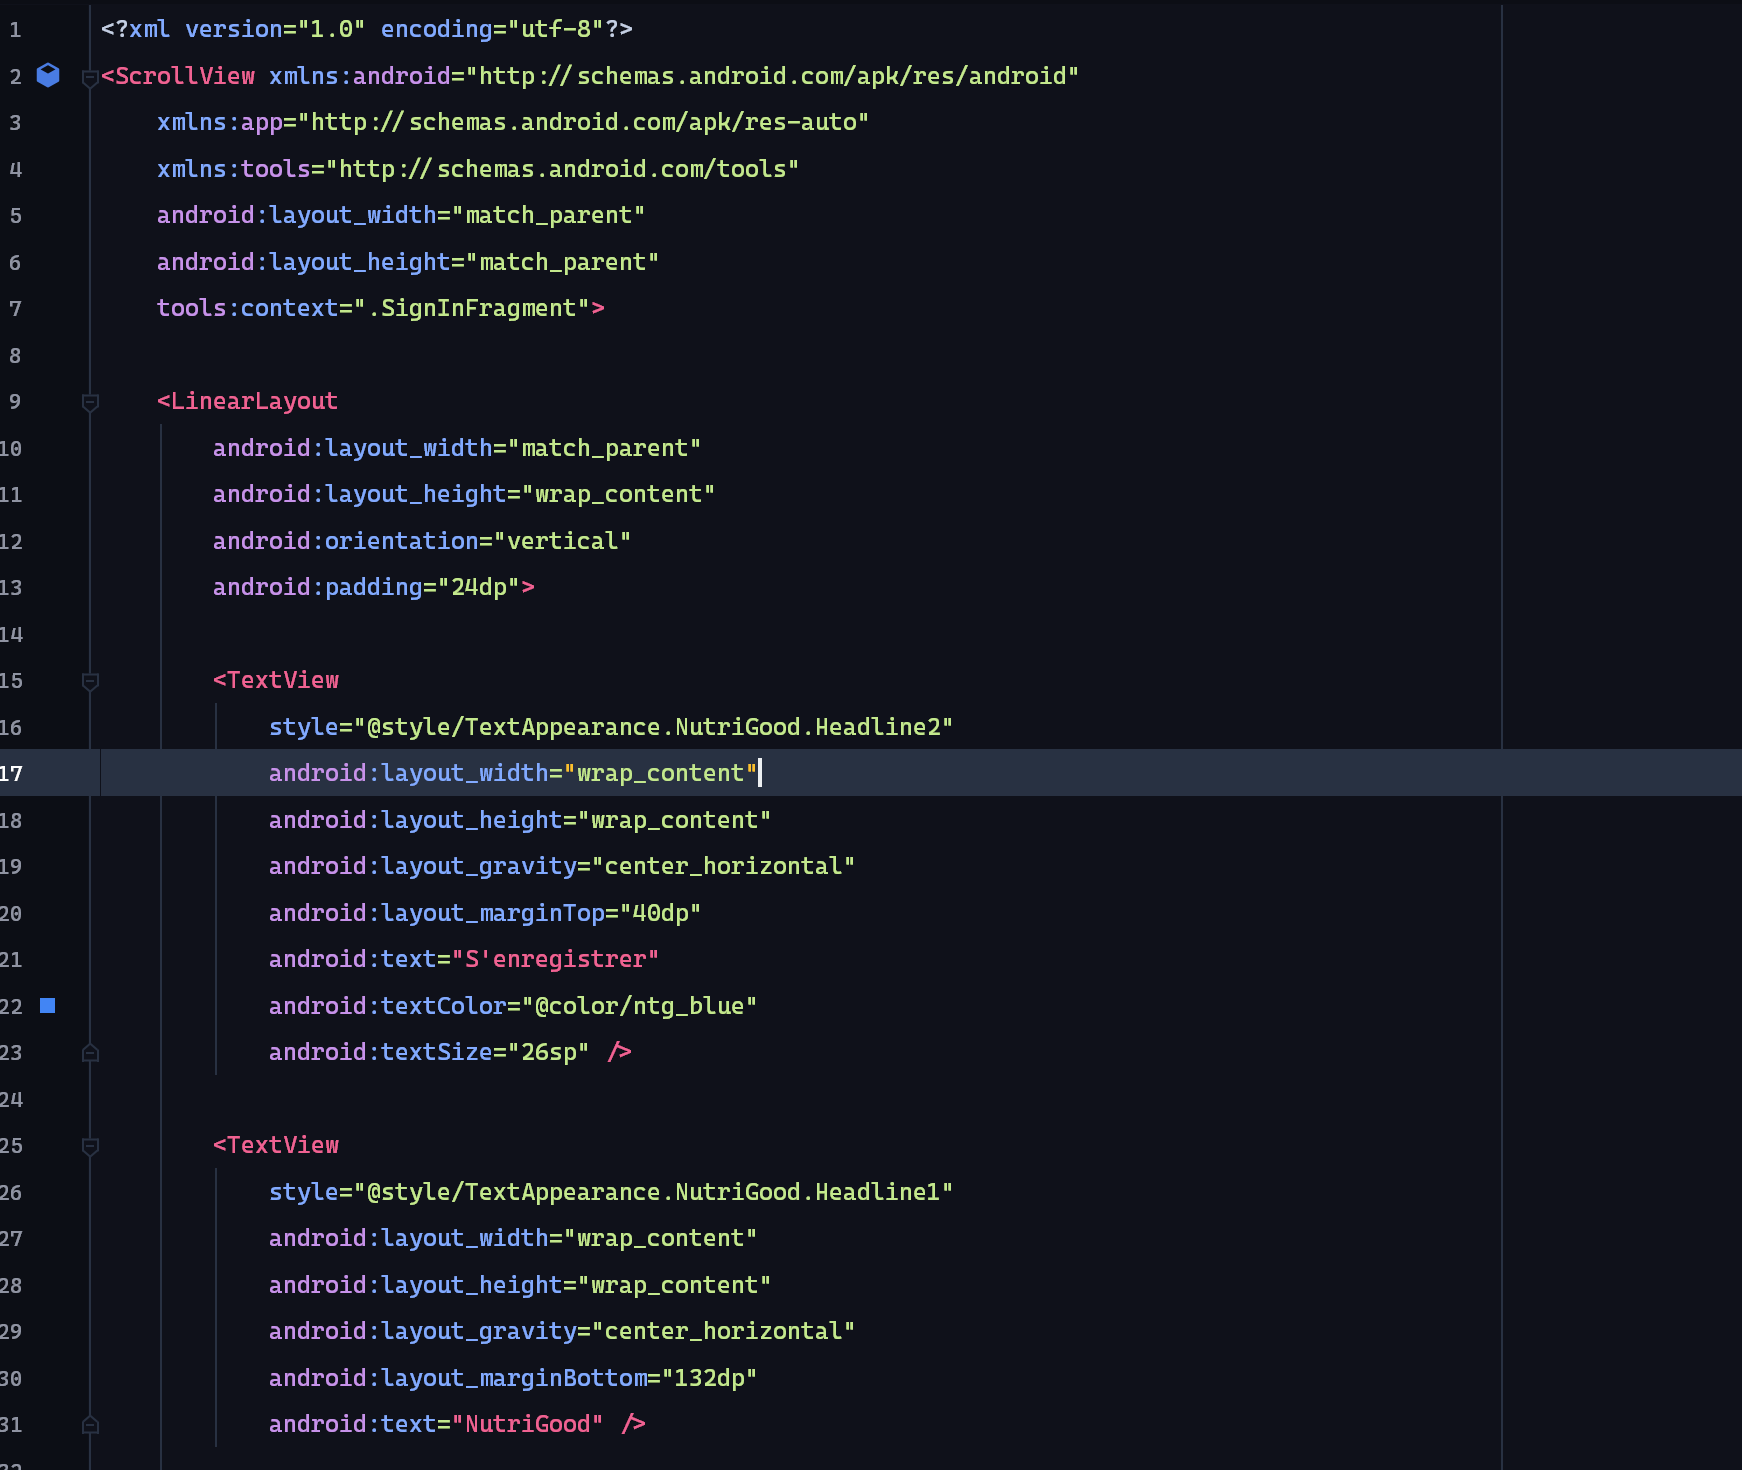 1 <?xml version="1.0" encoding="utf-8"?>
2 <ScrollView xmlns:android="http://schemas.android.com/apk/res/android"
3 xmlns:app="http://schemas.android.com/apk/res-auto"
4 xmlns:tools="http://schemas.android.com/tools"
5 android:layout_width="match_parent"
6 android:layout_height="match_parent"
7 tools:context=".SignInFragment">
8
9 <LinearLayout
10 android:layout_width="match_parent"
11 android:layout_height="wrap_content"
12 android:orientation="vertical"
13 android:padding="24dp">
14
15 <TextView
16 style="@style/TextAppearance.NutriGood.Headline2"
17 android:layout_width="wrap_content"
18 android:layout_height="wrap_content"
19 android:layout_gravity="center_horizontal"
20 android:layout_marginTop="40dp"
21 android:text="S'enregistrer"
22 android:textColor="@color/ntg_blue"
23 android:textSize="26sp" />
24
25 <TextView
26 style="@style/TextAppearance.NutriGood.Headline1"
27 android:layout_width="wrap_content"
28 android:layout_height="wrap_content"
29 android:layout_gravity="center_horizontal"
30 android:layout_marginBottom="132dp"
31 android:text="NutriGood" />